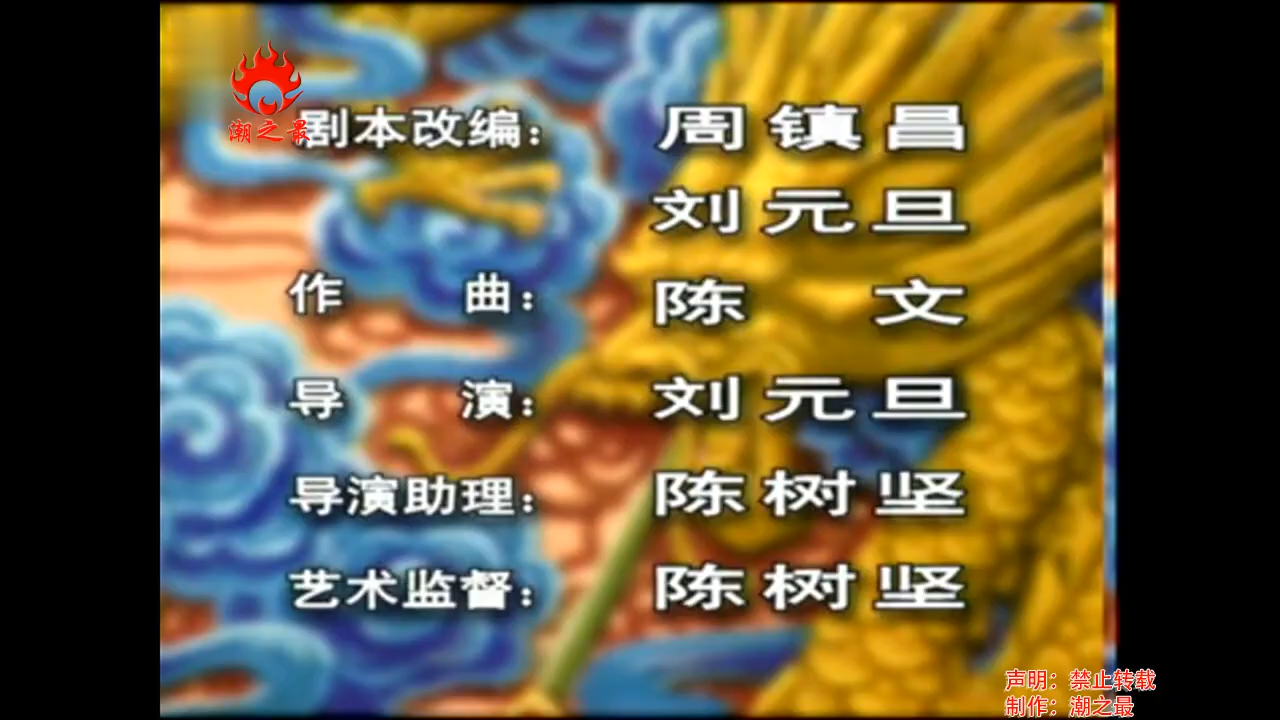 潮之最
剧本改编: 周镇昌
刘元旦
作曲: 陈文
导演: 刘元旦
导演助理: 陈树坚
艺术监督: 陈树坚
声明: 禁止转载
制作: 潮之最